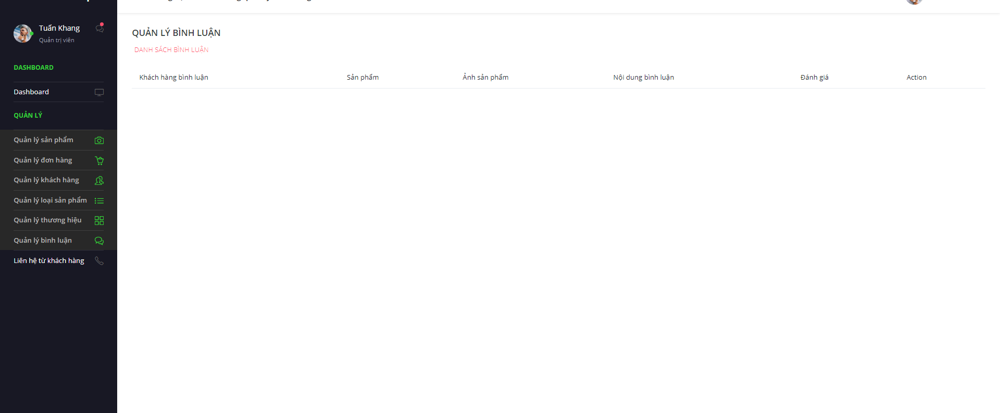 Tuấn Khang
Quản trị viên
DASHBOARD
Dashboard
QUẢN LÝ
Quản lý sản phẩm
Quản lý đơn hàng
Quản lý khách hàng
Quản lý loại sản phẩm
Quản lý thương hiệu
Quản lý bình luận
Liên hệ từ khách hàng
QUẢN LÝ BÌNH LUẬN
DANH SÁCH BÌNH LUẬN
Khách hàng bình luận Sản phẩm Ảnh sản phẩm Nội dung bình luận Đánh giá Action